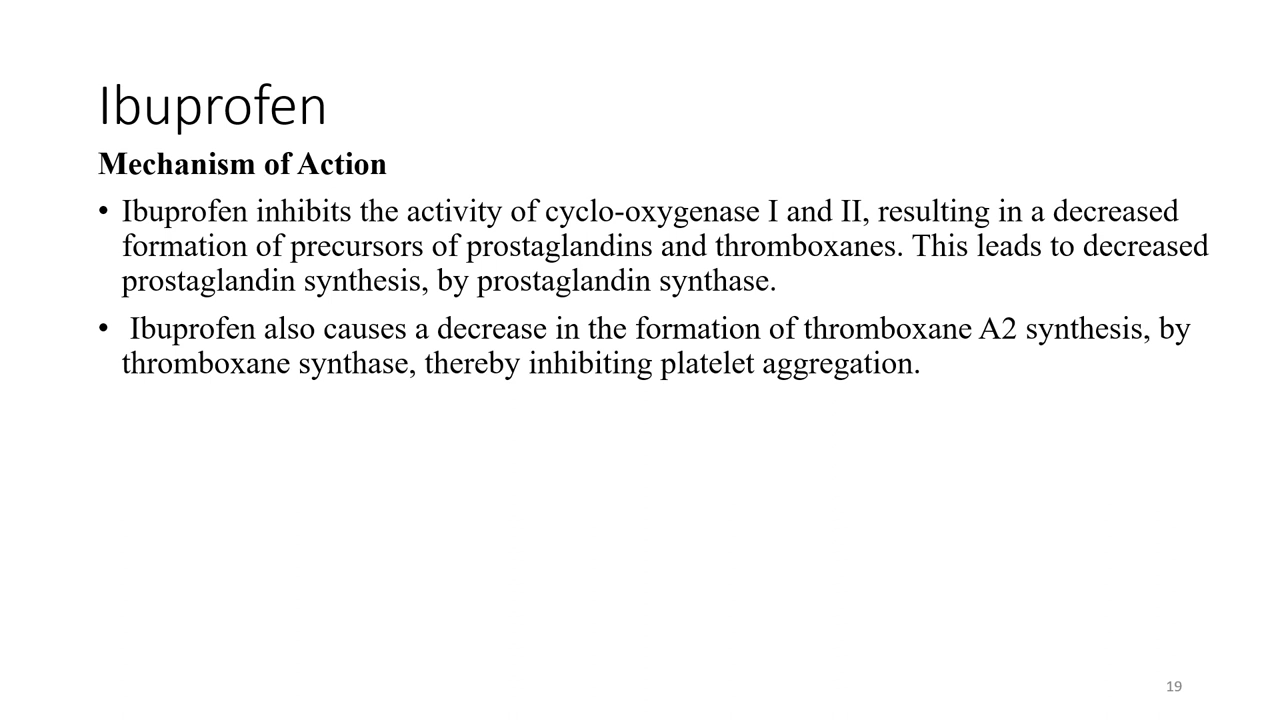 Ibuprofen
Mechanism of Action
• Ibuprofen inhibits the activity of cyclo-oxygenase I and II, resulting in a decreased
formation of precursors of prostaglandins and thromboxanes. This leads to decreased
prostaglandin synthesis, by prostaglandin synthase.
• Ibuprofen also causes a decrease in the formation of thromboxane A2 synthesis, by
thromboxane synthase, thereby inhibiting platelet aggregation.
19